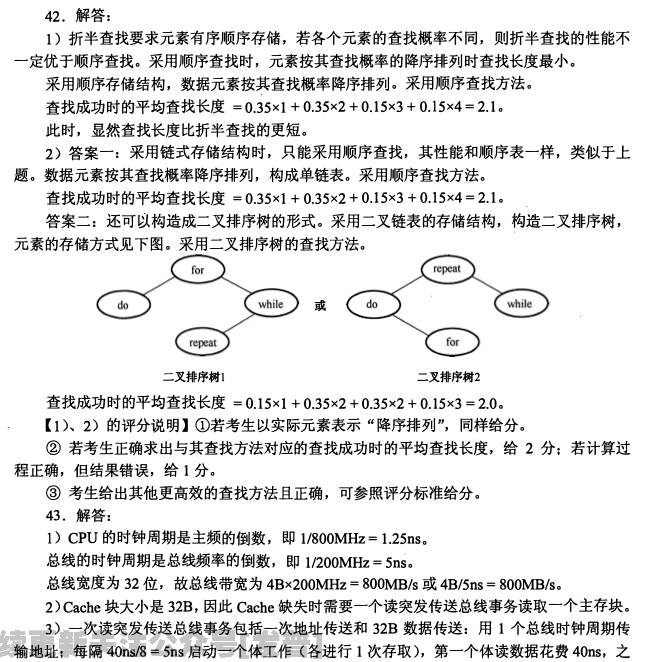 42．解答：
1）折半查找要求元素有序顺序存储，若各个元素的查找概率不同，则折半查找的性能不
一定优于顺序查找。采用顺序查找时，元素按其查找概率的降序排列时查找长度最小。
采用顺序存储结构，数据元素按其查找概率降序排列。采用顺序查找方法。
查找成功时的平均查找长度 = 0.35×1 + 0.35×2 + 0.15×3 + 0.15×4 = 2.1。
此时，显然查找长度比折半查找的更短。
2）答案一：采用链式存储结构时，只能采用顺序查找，其性能和顺序表一样，类似于上
题。数据元素按其查找概率降序排列，构成单链表。采用顺序查找方法。
查找成功时的平均查找长度 = 0.35×1 + 0.35×2 + 0.15×3 + 0.15×4 = 2.1。
答案二：还可以构造成二叉排序树的形式。采用二叉链表的存储结构，构造二叉排序树，
元素的存储方式见下图。采用二叉排序树的查找方法。
for
do
while
repeat
二叉排序树1
或
repeat
do
while
for
二叉排序树2
查找成功时的平均查找长度 = 0.15×1 + 0.35×2 + 0.35×2 + 0.15×3 = 2.0。
【1）、2）的评分说明】①若考生以实际元素表示“降序排列”，同样给分。
② 若考生正确求出与其查找方法对应的查找成功时的平均查找长度，给 2 分；若计算过
程正确，但结果错误，给 1 分。
③ 考生给出其他更高效的查找方法且正确，可参照评分标准给分。
43．解答：
1）CPU 的时钟周期是主频的倒数，即 1/800MHz = 1.25ns。
总线的时钟周期是总线频率的倒数，即 1/200MHz = 5ns。
总线宽度为 32 位，故总线带宽为 4B×200MHz = 800MB/s 或 4B/5ns = 800MB/s。
2）Cache 块大小是 32B，因此 Cache 缺失时需要一个读突发传送总线事务读取一个主存块。
3）一次读突发传送总线事务包括一次地址传送和 32B 数据传送：用 1 个总线时钟周期传
输地址；每隔 40ns/8 = 5ns 启动一个体工作（各进行 1 次存取），第一个体读数据花费 40ns，之